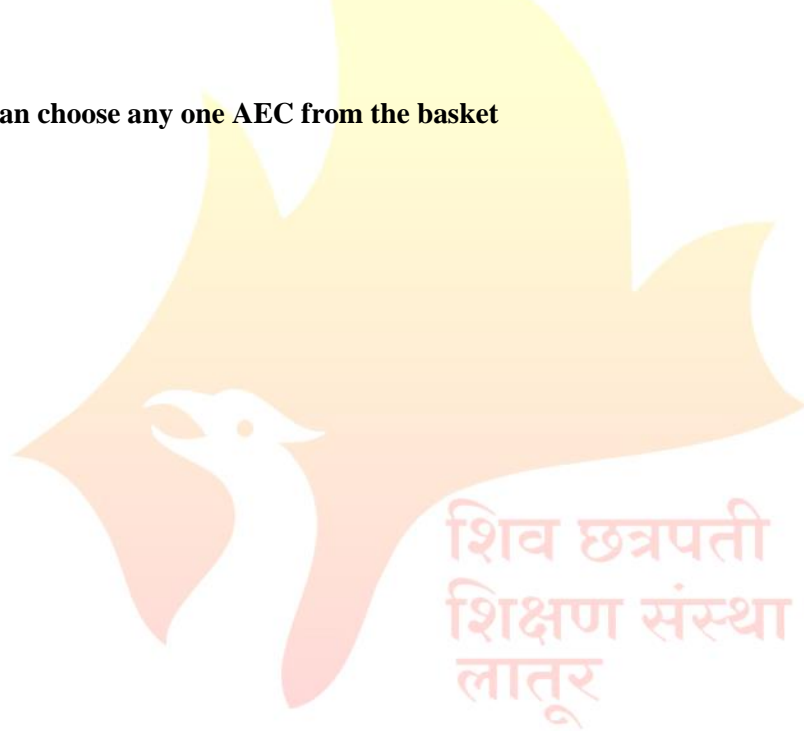 an choose any one AEC from the basket
शिव छत्रपती
शिक्षण संस्था
लातूर